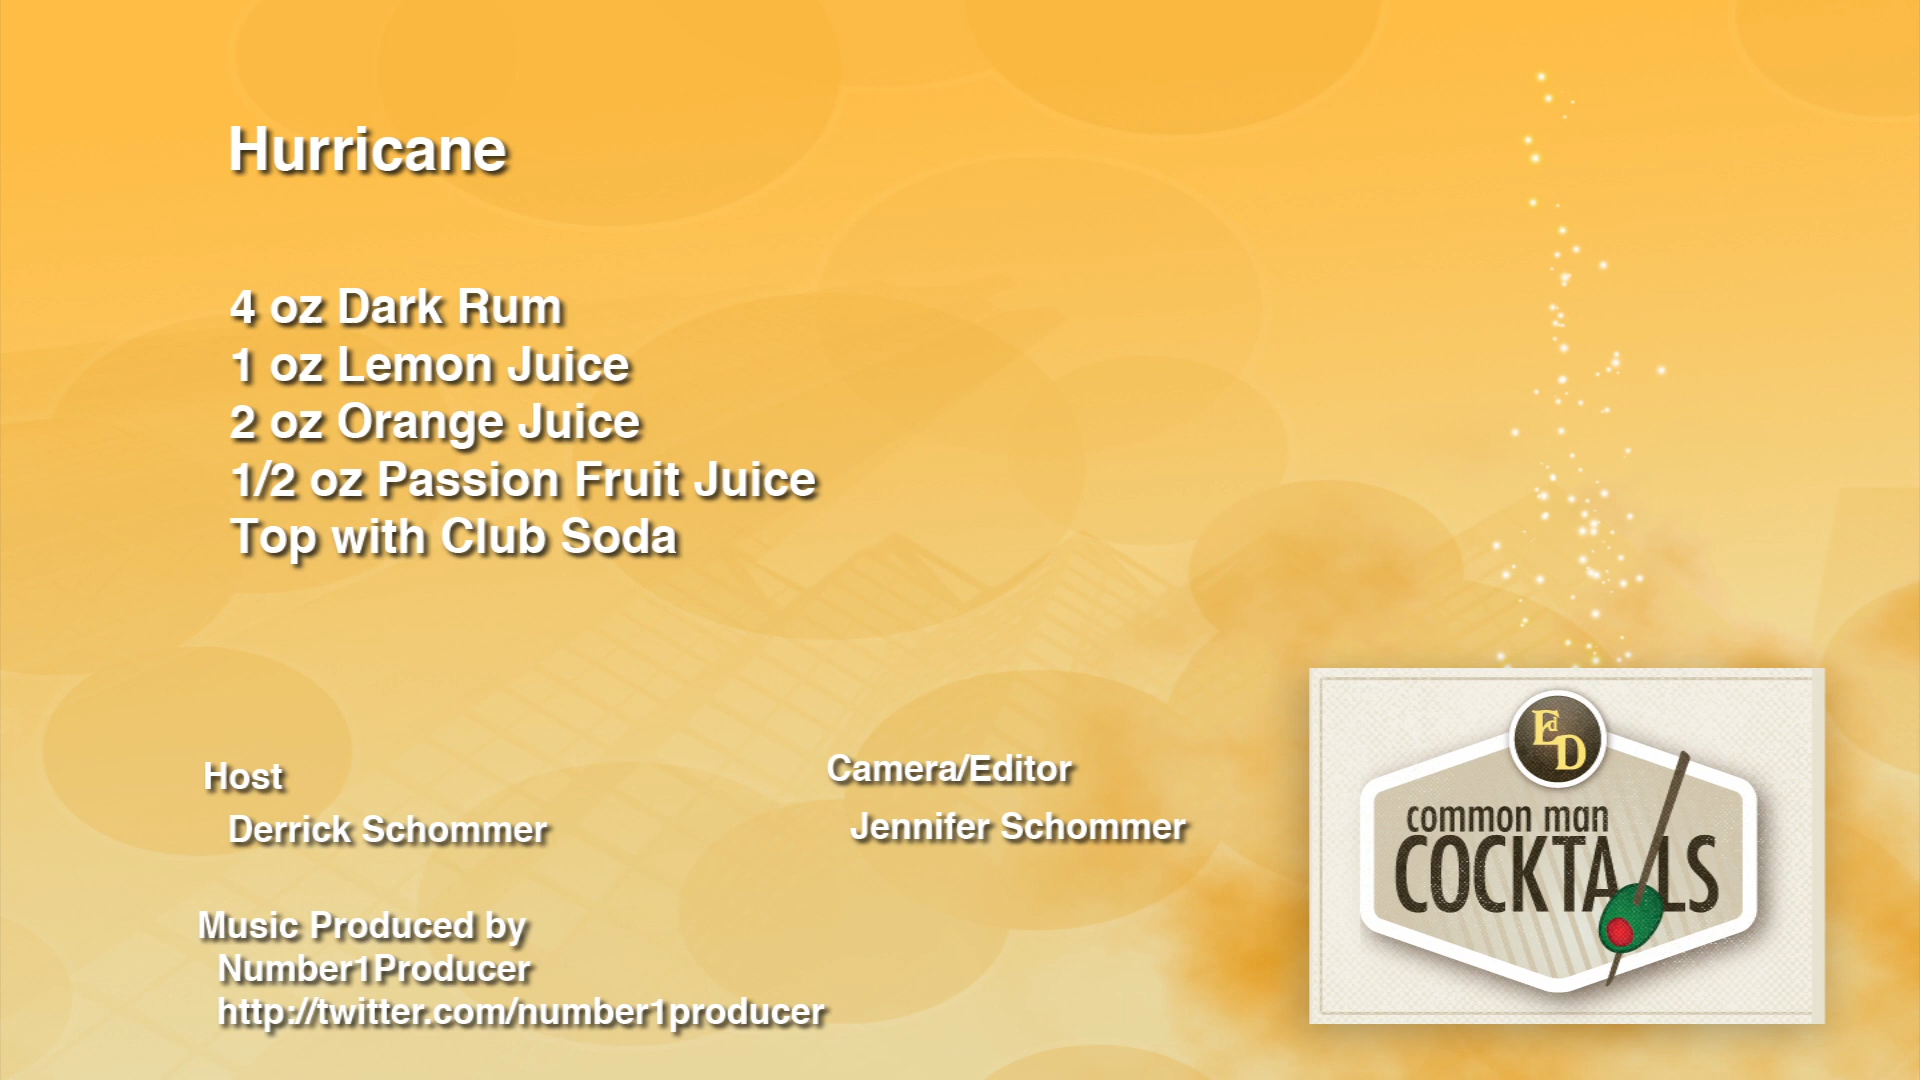 Hurricane
4 oz Dark Rum
1 oz Lemon Juice
2 oz Orange Juice
1/2 oz Passion Fruit Juice
Top with Club Soda
Host
Derrick Schommer
Camera/Editor
Jennifer Schommer
Music Produced by
Number1Producer
http://twitter.com/number1producer
EdD
common man
COCKTAILS